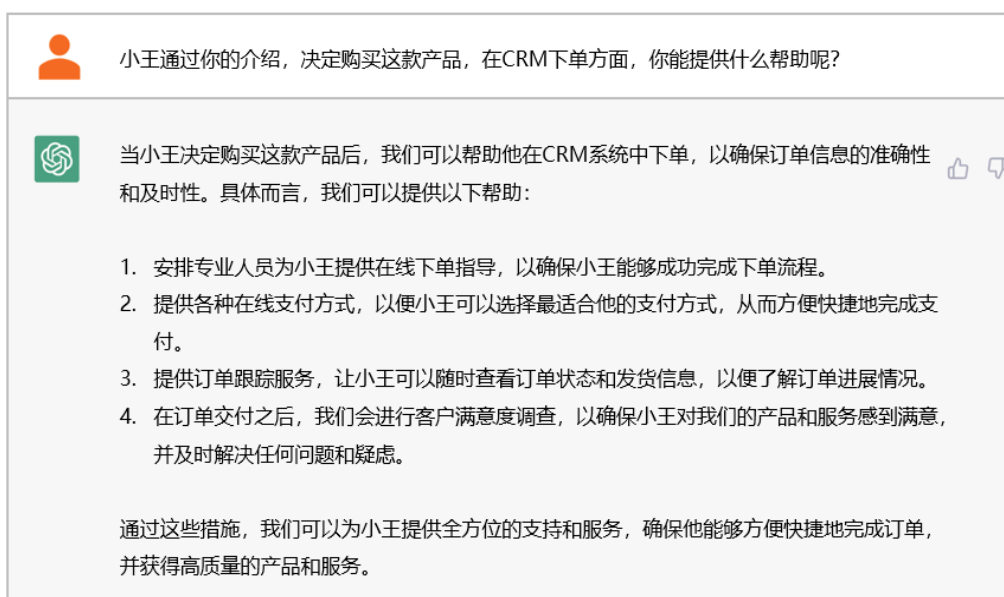 小王通过你的介绍，决定购买这款产品，在CRM下单方面，你能提供什么帮助呢？
当小王决定购买这款产品后，我们可以帮助他在CRM系统中下单，以确保订单信息的准确性
和及时性。具体而言，我们可以提供以下帮助：
1. 安排专业人员为小王提供在线下单指导，以确保小王能够成功完成下单流程。
2. 提供各种在线支付方式，以便小王可以选择最适合他的支付方式，从而方便快捷地完成支
付。
3. 提供订单跟踪服务，让小王可以随时查看订单状态和发货信息，以便了解订单进展情况。
4. 在订单交付之后，我们会进行客户满意度调查，以确保小王对我们的产品和服务感到满意，
并及时解决任何问题和疑虑。
通过这些措施，我们可以为小王提供全方位的支持和服务，确保他能够方便快捷地完成订单，
并获得高质量的产品和服务。